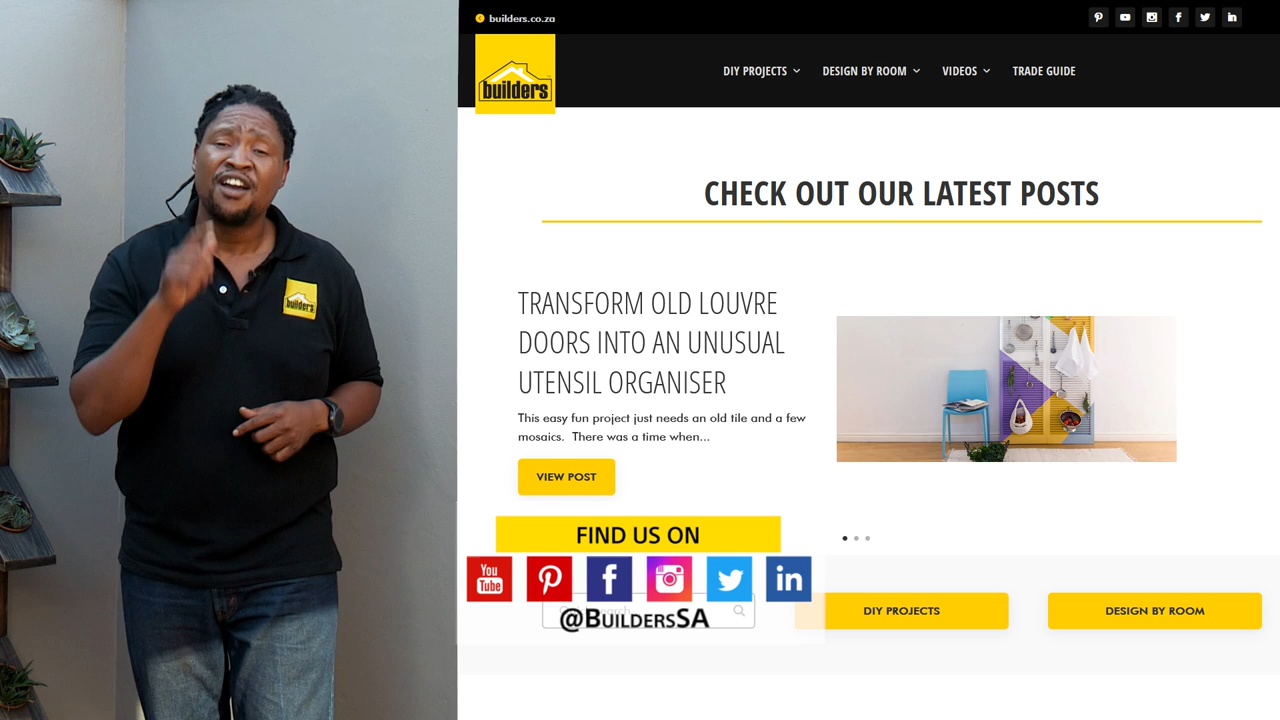 builders.co.za
builders
DIY PROJECTS
DESIGN BY ROOM
VIDEOS
TRADE GUIDE
CHECK OUT OUR LATEST POSTS
TRANSFORM OLD LOUVRE
DOORS INTO AN UNUSUAL
UTENSIL ORGANISER
This easy fun project just needs an old tile and a few
mosaics. There was a time when...
VIEW POST
builders
FIND US ON
You
Tube
Search
@BUILDERSSA
DIY PROJECTS
DESIGN BY ROOM